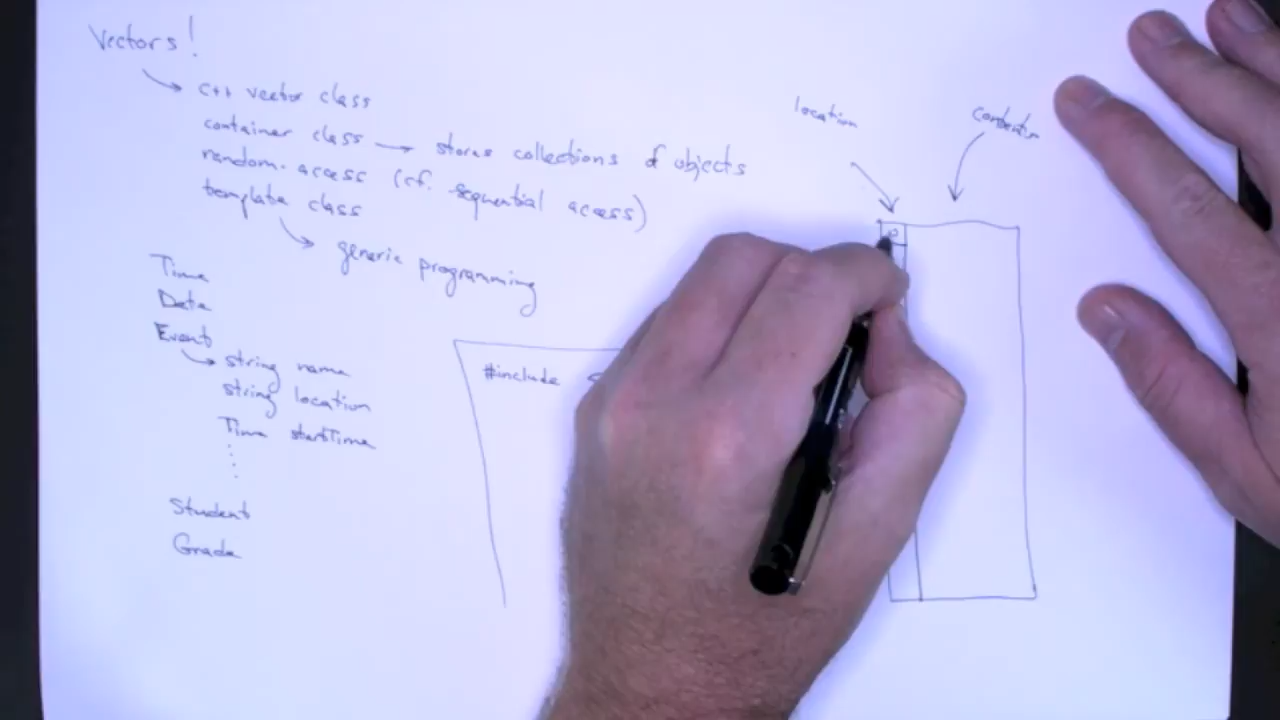 Vectors!
C++ vector class
container class → stores collections of objects
random-access (cf. sequential access)
template class
generic programming
Time
Date
Event
string name
string location
Time startTime
Student
Grade
#include <
location
0